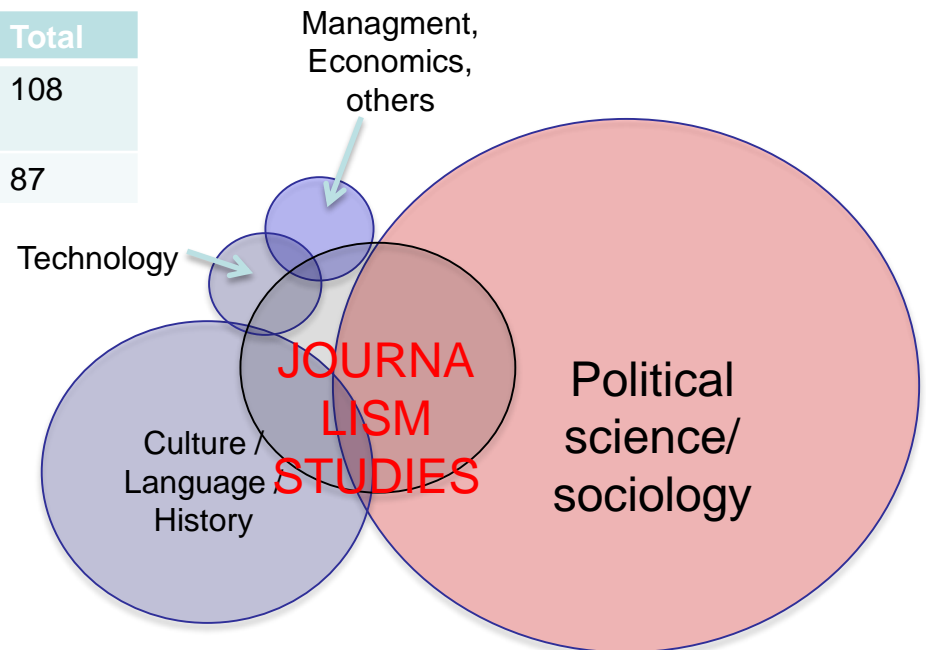 Total
108
87
Managment,
Economics,
others
Technology
JOURNA
LISM
STUDIES
Culture /
Language /
History
Political
science/
sociology